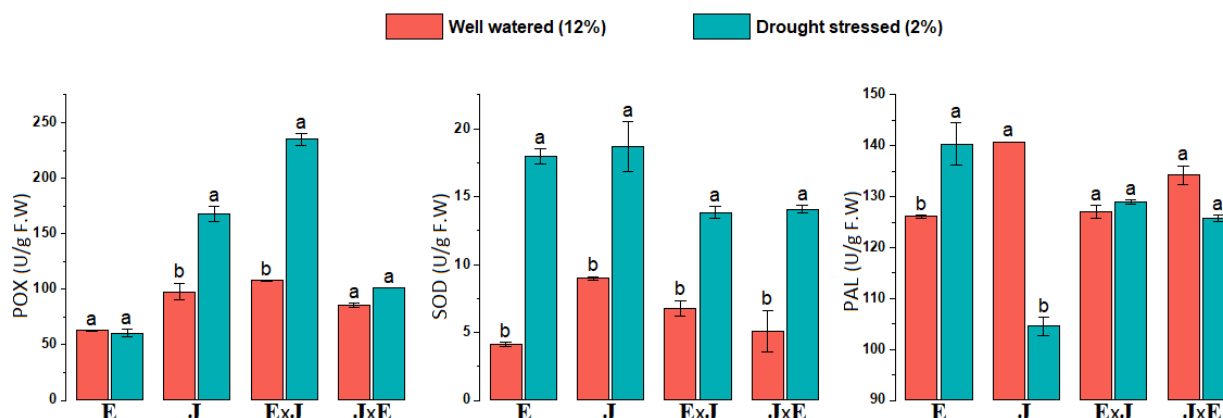 Well watered (12%)
Drought stressed (2%)
POX (U/g F.W)
250
200
150
100
50
0
a a b a b a a a
E J ExJ JxE
SOD (U/g F.W)
20
15
10
5
0
b a b a b a b a
E J ExJ JxE
PAL (U/g F.W)
150
140
130
120
110
100
90
b a a b a a a a
E J ExJ JxE